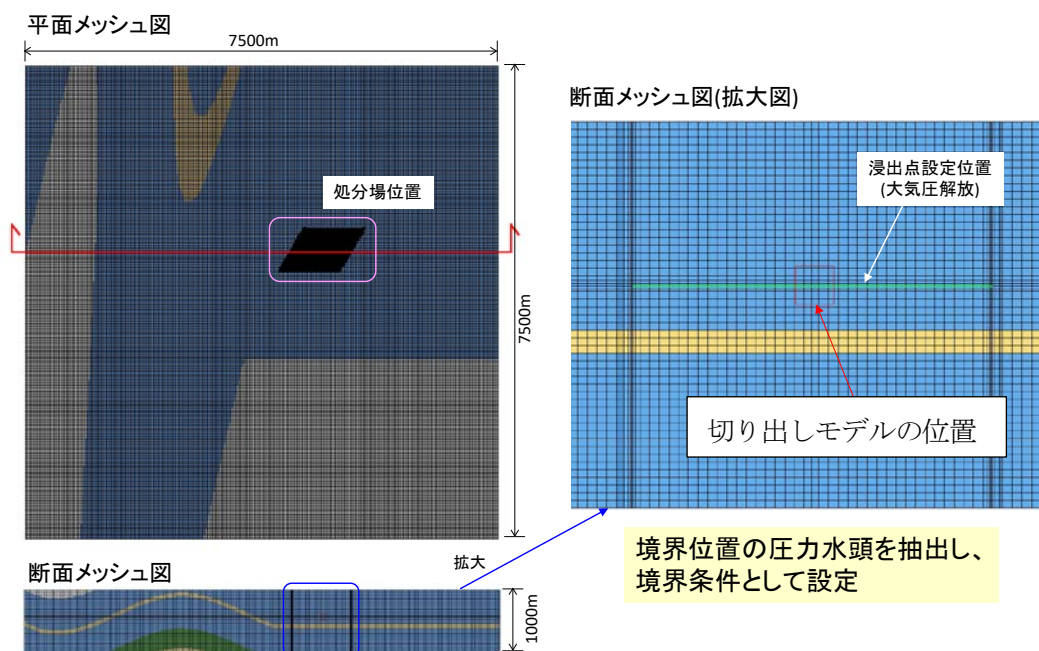 平面メッシュ図
7500m
処分場位置
7500m
断面メッシュ図(拡大図)
浸出点設定位置
(大気圧解放)
切り出しモデルの位置
境界位置の圧力水頭を抽出し、
境界条件として設定
拡大
断面メッシュ図
1000m